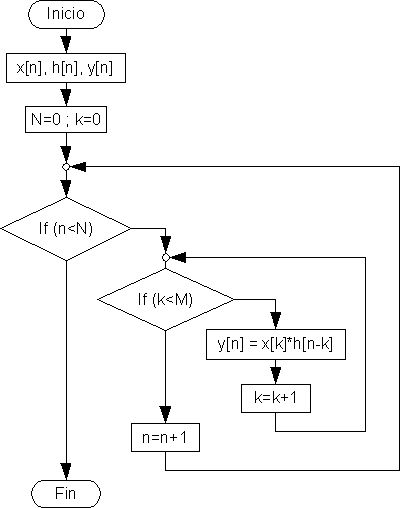 Inicio
x[n], h[n], y[n]
N=0 ; k=0
If (n<N)
If (k<M)
y[n] = x[k]*h[n-k]
k=k+1
n=n+1
Fin